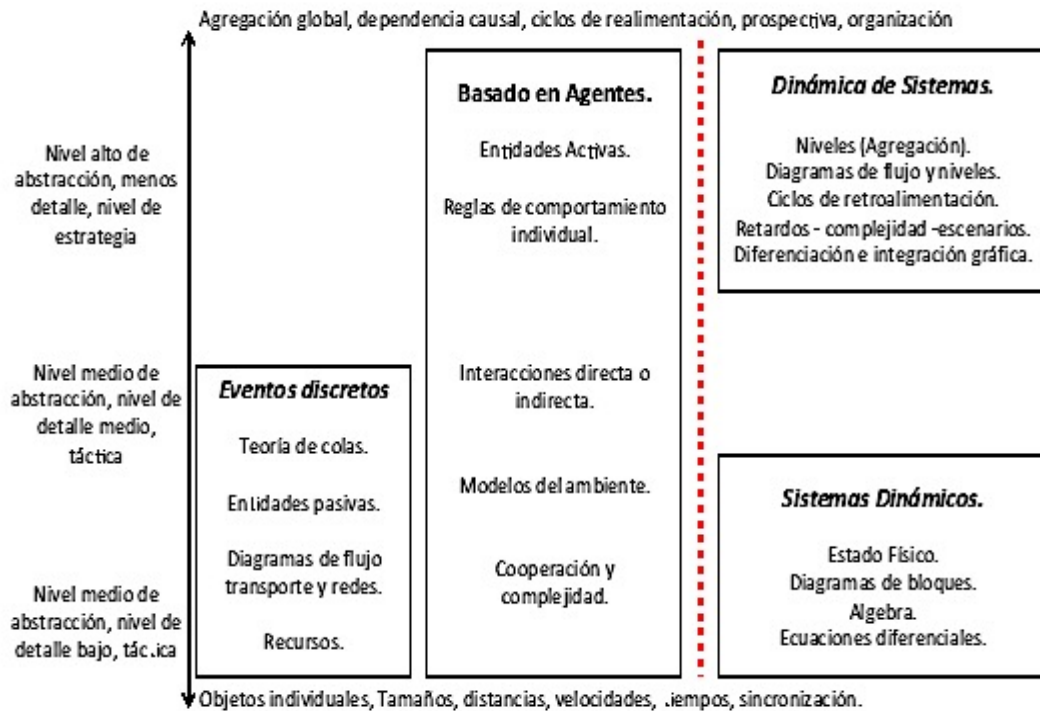 Agregación global, dependencia causal, ciclos de realimentación, prospectiva, organización
Nivel alto de
abstracción, menos
detalle, nivel de
estrategia
Nivel medio de
abstracción, nivel de
detalle medio,
táctica
Nivel medio de
abstracción, nivel de
detalle bajo, tác.ica
Eventos discretos
Teoría de colas.
Entidades pasivas.
Diagramas de flujo
transporte y redes.
Recursos.
Basado en Agentes.
Entidades Activas.
Reglas de comportamiento
individual.
Interacciones directa o
indirecta.
Modelos del ambiente.
Cooperación y
complejidad.
Dinámica de Sistemas.
Niveles (Agregación).
Diagramas de flujo y niveles.
Ciclos de retroalimentación.
Retardos - complejidad -escenarios.
Diferenciación e integración gráfica.
Sistemas Dinámicos.
Estado Físico.
Diagramas de bloques.
Algebra.
Ecuaciones diferenciales.
Objetos individuales, Tamaños, distancias, velocidades, .iempos, sincronización.